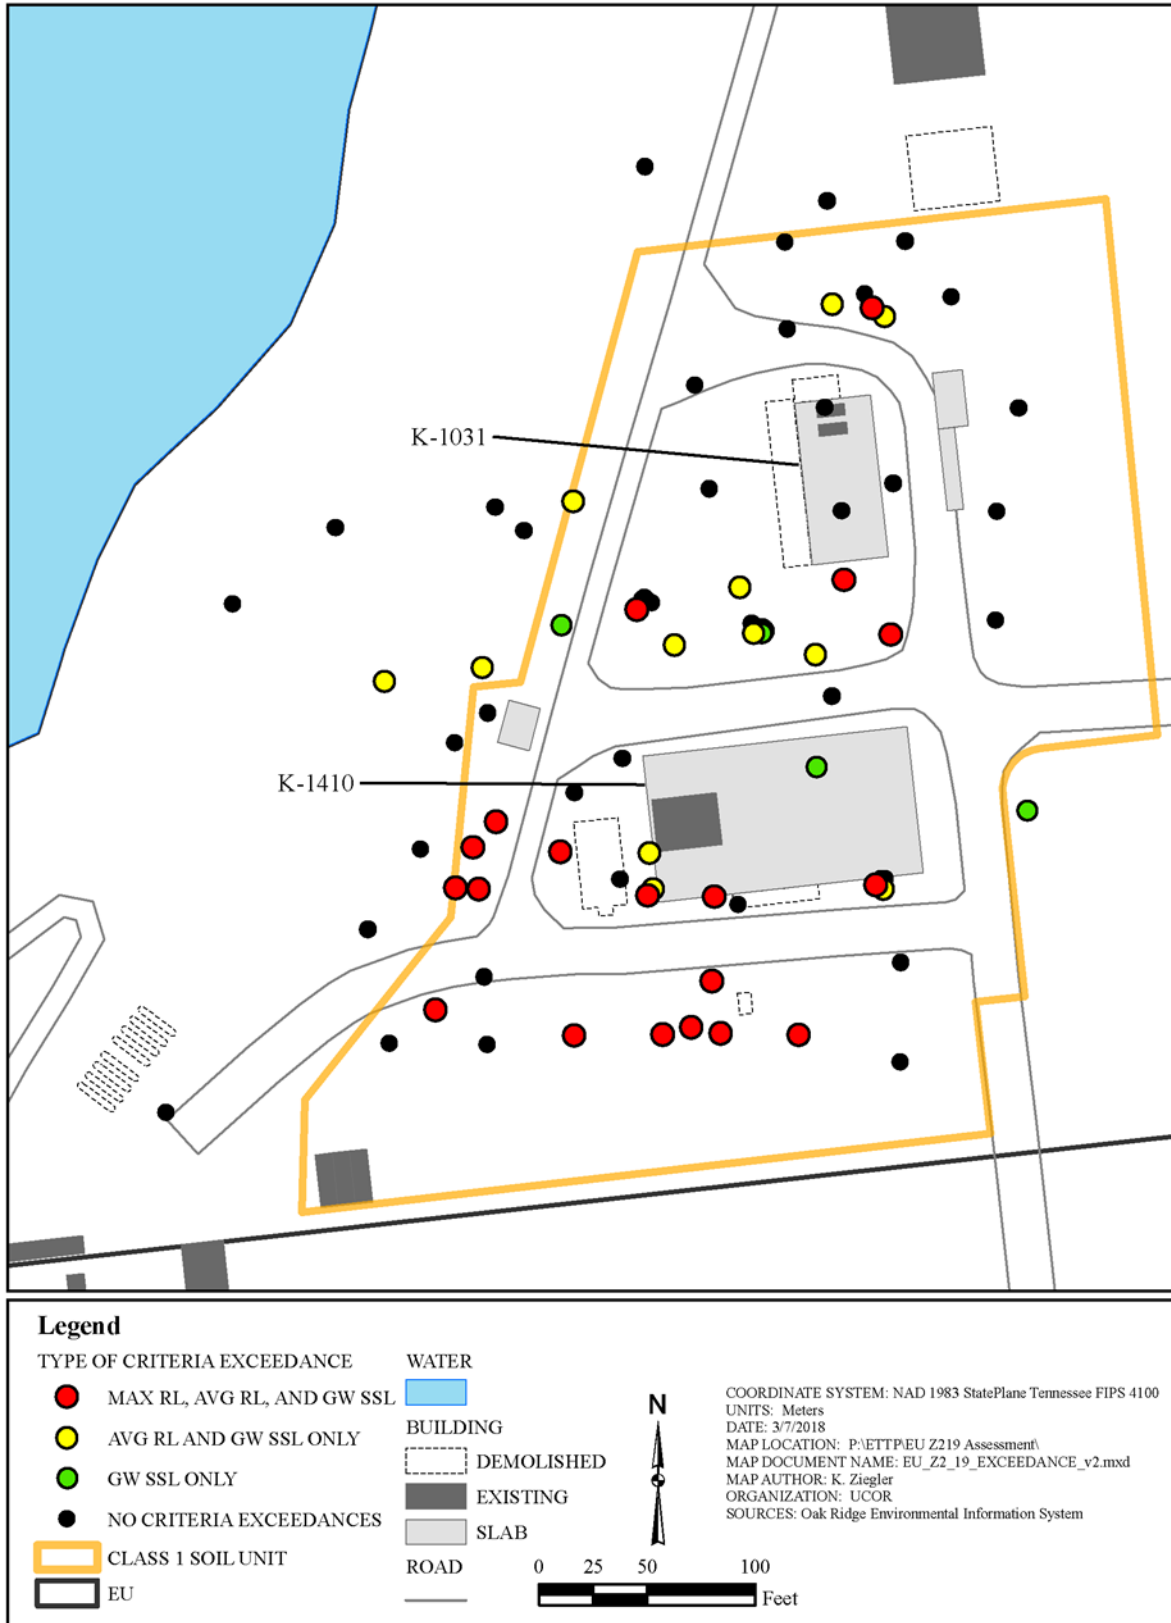 K-1031
K-1410
Legend
TYPE OF CRITERIA EXCEEDANCE
MAX RL, AVG RL, AND GW SSL
AVG RL AND GW SSL ONLY
GW SSL ONLY
NO CRITERIA EXCEEDANCES
CLASS 1 SOIL UNIT
EU
WATER
BUILDING
DEMOLISHED
EXISTING
SLAB
ROAD
N
0 25 50 100
Feet
COORDINATE SYSTEM: NAD 1983 StatePlane Tennessee FIPS 4100
UNITS: Meters
DATE: 3/7/2018
MAP LOCATION: P:\ETTP\EU Z219 Assessment\
MAP DOCUMENT NAME: EU_Z2_19_EXCEEDANCE_v2.mxd
MAP AUTHOR: K. Ziegler
ORGANIZATION: UCOR
SOURCES: Oak Ridge Environmental Information System